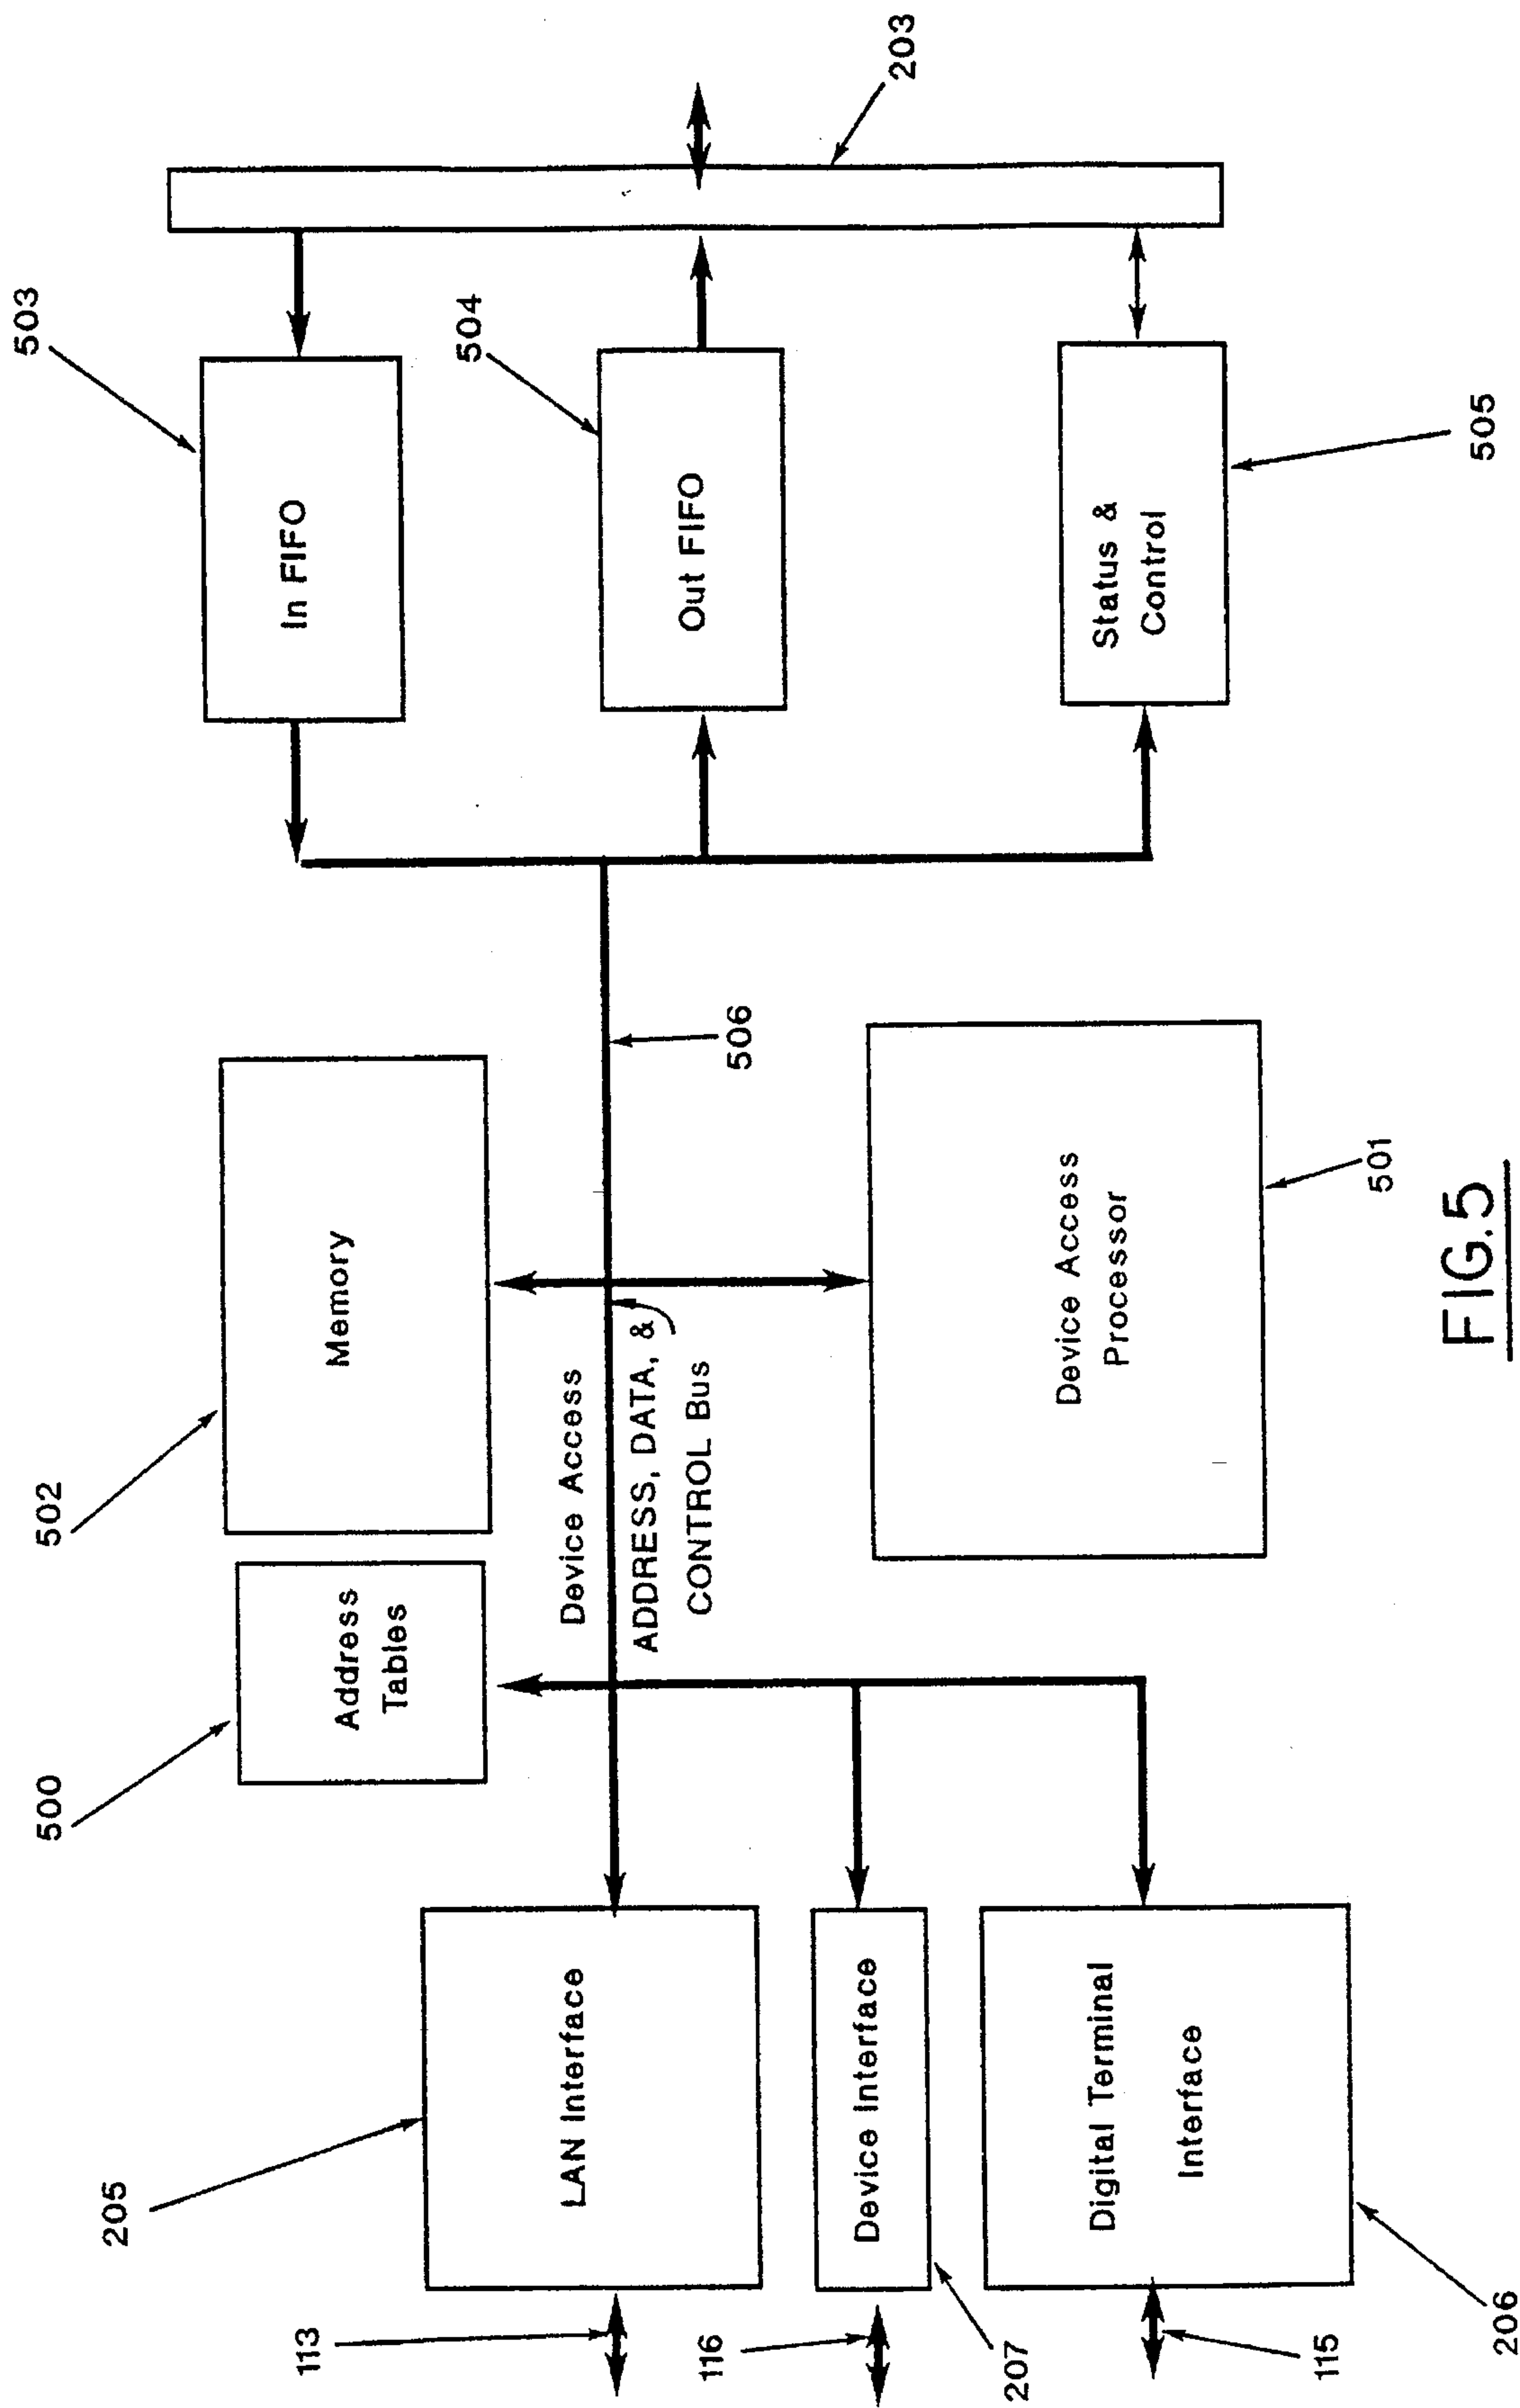 203
503
In FIFO
504
Out FIFO
505
Status &
Control
506
502
Memory
501
Device Access
Processor
Device Access
ADDRESS, DATA, &
CONTROL Bus
500
Address
Tables
205
LAN Interface
113
207
Device Interface
116
206
Digital Terminal
Interface
115
FIG.5